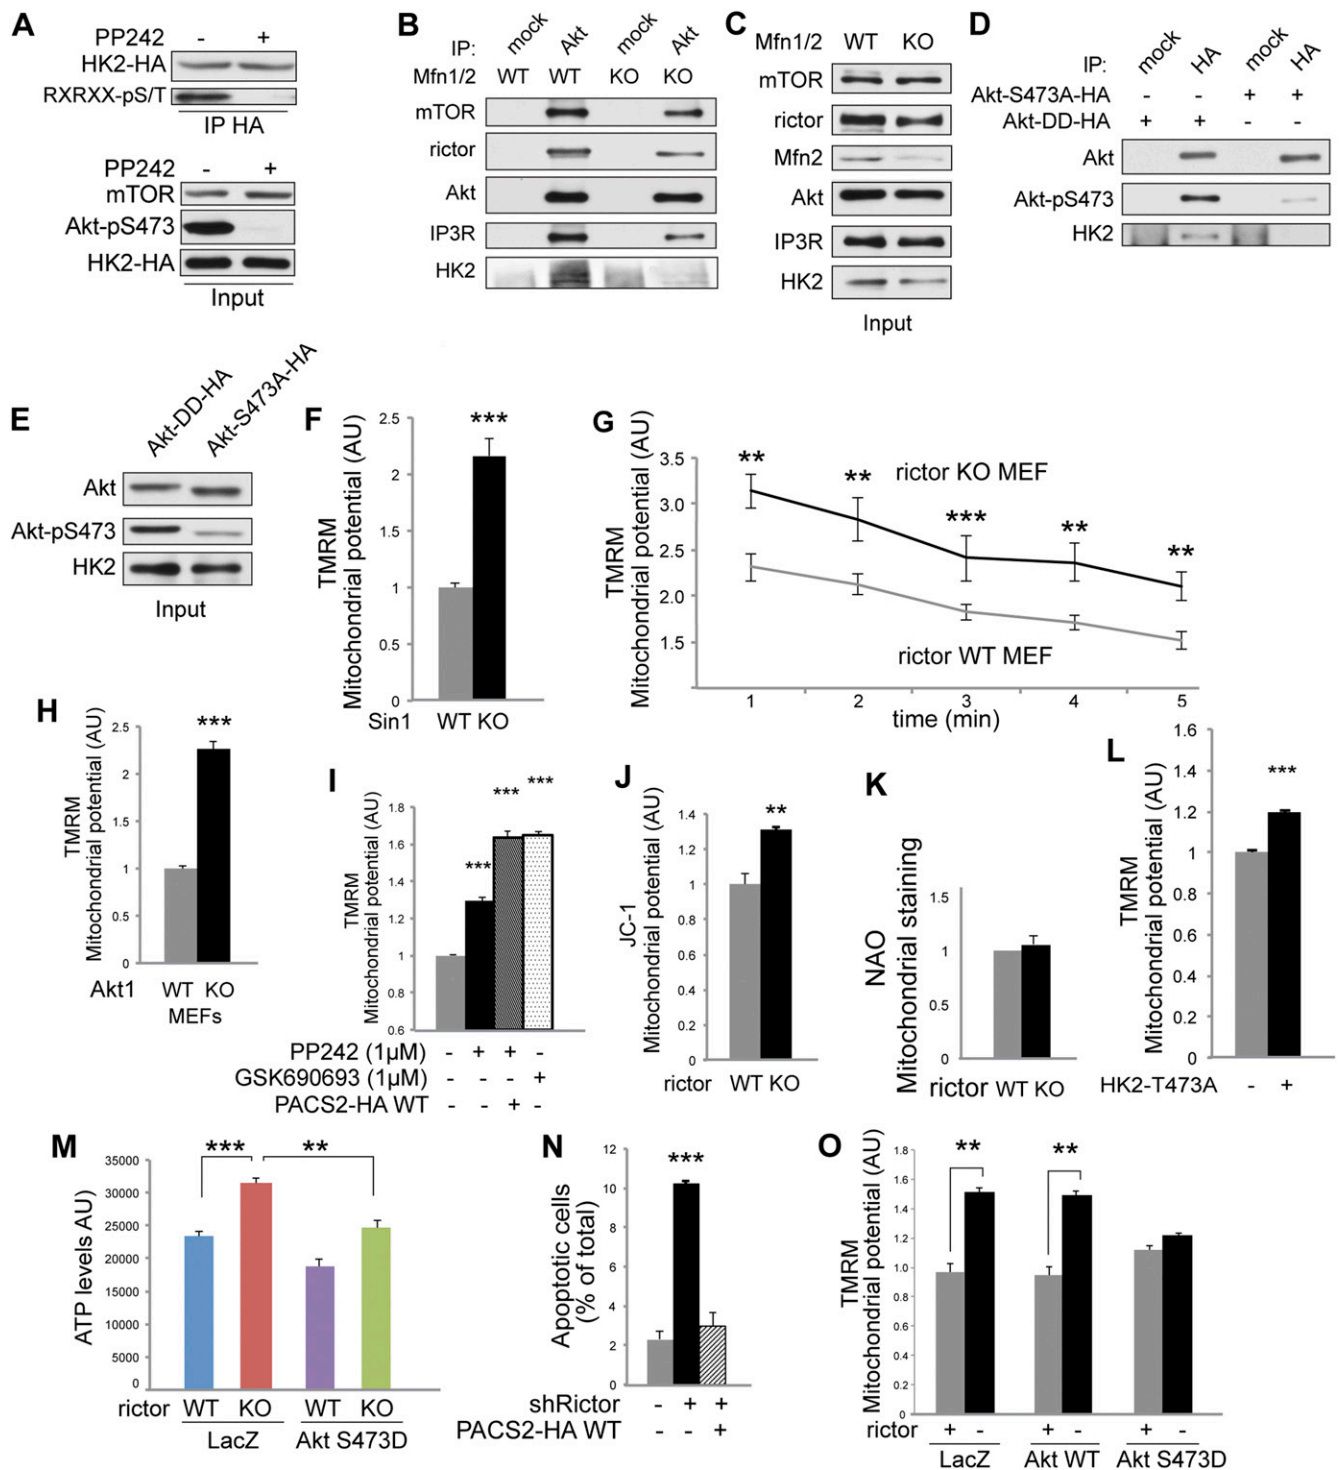 A
PP242 - +
HK2-HA
RXRXX-pS/T
IP HA
PP242 - +
mTOR
Akt-pS473
HK2-HA
Input
B
IP: mock Akt mock Akt
Mfn1/2 WT WT KO KO
mTOR
rictor
Akt
IP3R
HK2
C
Mfn1/2 WT KO
mTOR
rictor
Mfn2
Akt
IP3R
HK2
Input
D
IP: mock HA mock HA
Akt-S473A-HA - - + +
Akt-DD-HA + + - -
Akt
Akt-pS473
HK2
E
Akt-DD-HA Akt-S473A-HA
Akt
Akt-pS473
HK2
Input
F
TMRM
Mitochondrial potential (AU)
2.5
2
1.5
1
0.5
0
***
Sin1 WT KO
G
TMRM
Mitochondrial potential (AU)
3.5
3.0
2.5
2.0
1.5
** ** *** ** **
rictor KO MEF
rictor WT MEF
1 2 3 4 5
time (min)
H
TMRM
Mitochondrial potential (AU)
2.5
2
1.5
1
0.5
0
***
Akt1 WT KO
MEFs
I
TMRM
Mitochondrial potential (AU)
1.8
1.6
1.4
1.2
1
0.8
0.6
*** *** ***
PP242 (1µM) - + + -
GSK690693 (1µM) - - - +
PACS2-HA WT - - + -
J
JC-1
Mitochondrial potential (AU)
1.4
1.2
1
0.8
0.6
0.4
0.2
0
**
rictor WT KO
K
NAO
Mitochondrial staining
1.5
1
0.5
0
rictor WT KO
L
TMRM
Mitochondrial potential (AU)
1.6
1.4
1.2
1
0.8
0.6
0.4
0.2
0
***
HK2-T473A - +
M
ATP levels AU)
35000
30000
25000
20000
15000
10000
5000
0
*** **
rictor WT KO WT KO
LacZ Akt S473D
N
Apoptotic cells
(% of total)
12
10
8
6
4
2
0
***
shRictor - + +
PACS2-HA WT - - +
O
TMRM
Mitochondrial potential (AU)
1.8
1.6
1.4
1.2
1.0
0.8
0.6
0.4
0.2
0
** **
rictor + - + - + -
LacZ Akt WT Akt S473D